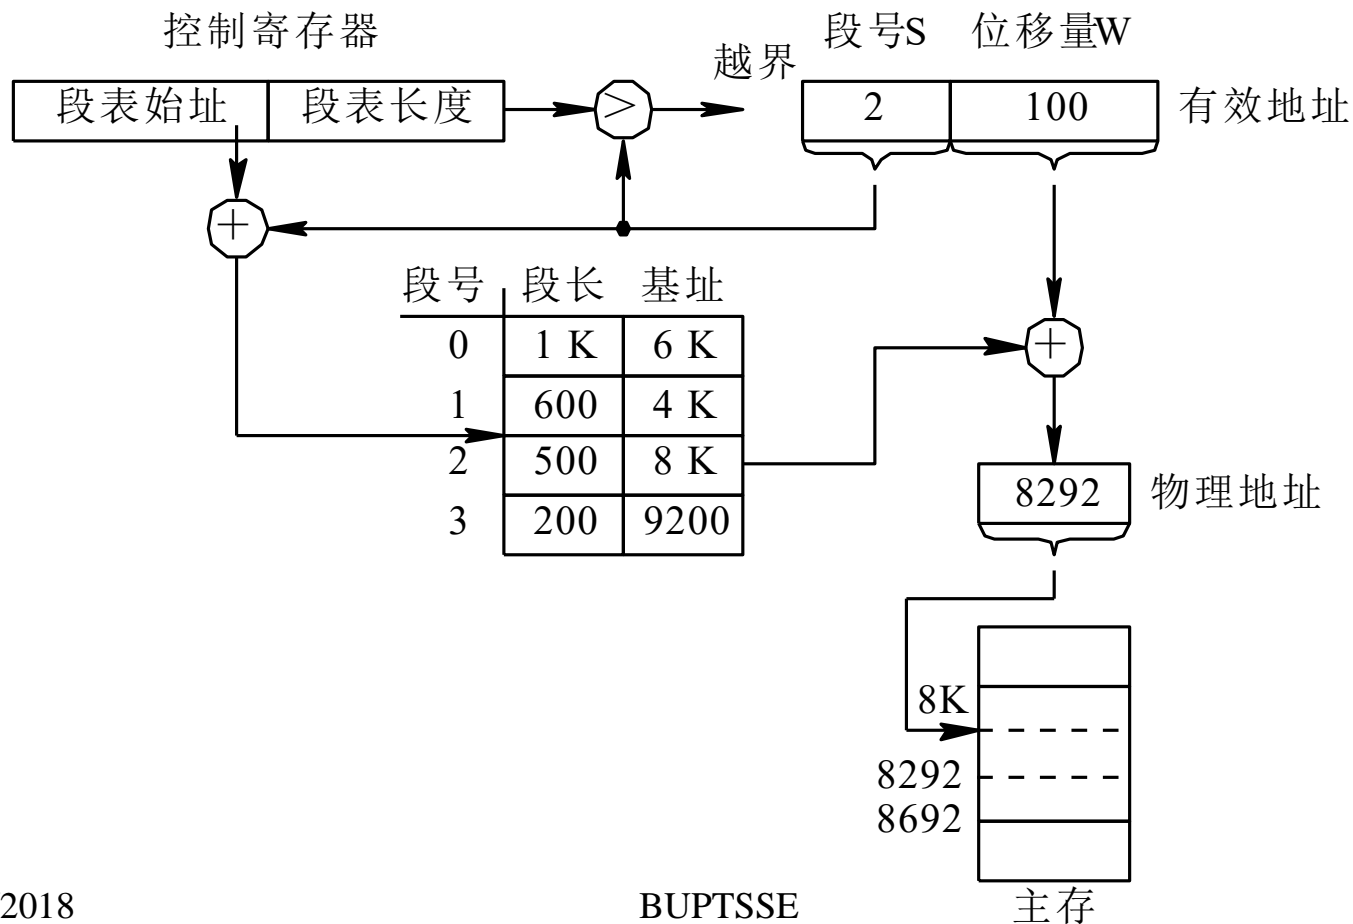 控制寄存器
段表始址 段表长度
>
越界
段号S 位移量W
2 100 有效地址
+
段号 段长 基址
0 1 K 6 K
1 600 4 K
2 500 8 K
3 200 9200
+
8292 物理地址
8K
8292
8692
主存
2018 BUPTSSE